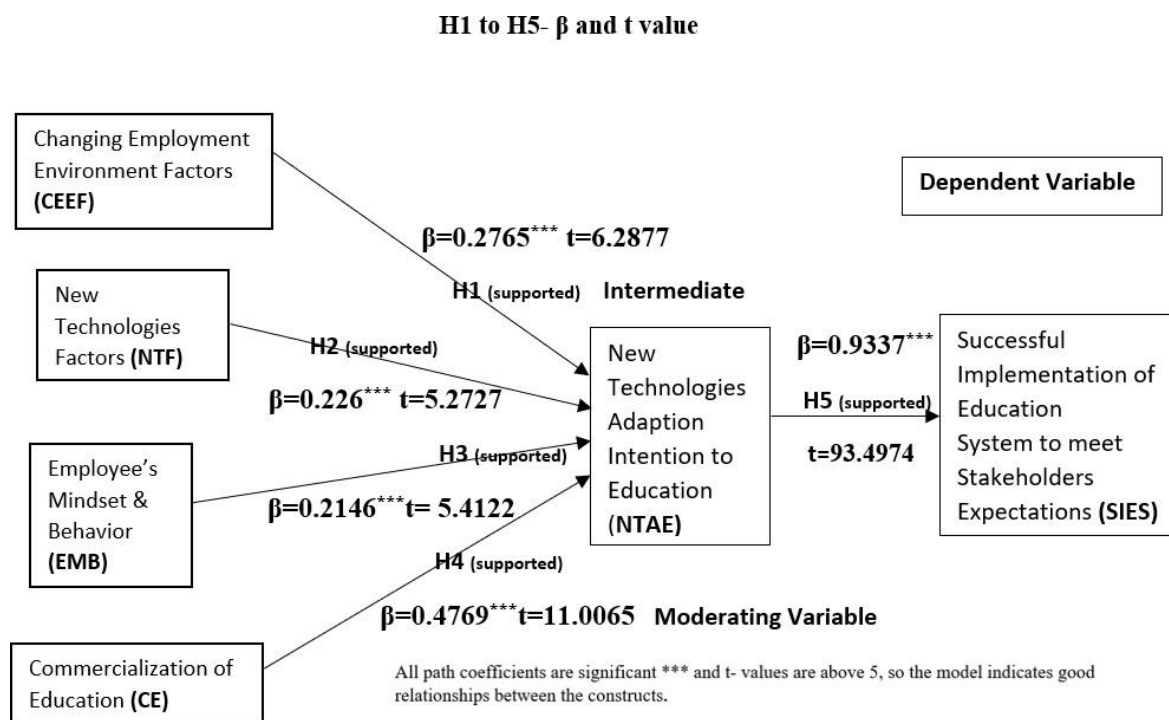 H1 to H5- β and t value
Changing Employment
Environment Factors
(CEEF)
Dependent Variable
β=0.2765*** t=6.2877
H1 (supported) Intermediate
New
Technologies
Factors (NTF)
H2 (supported)
β=0.226*** t=5.2727
New
Technologies
Adaption
Intention to
Education
(NTAE)
β=0.9337***
H5 (supported)
t=93.4974
Successful
Implementation of
Education
System to meet
Stakeholders
Expectations (SIES)
Employee’s
Mindset &
Behavior
(EMB)
H3 (supported)
β=0.2146***t= 5.4122
H4 (supported)
β=0.4769***t=11.0065 Moderating Variable
Commercialization of
Education (CE)
All path coefficients are significant *** and t- values are above 5, so the model indicates good
relationships between the constructs.